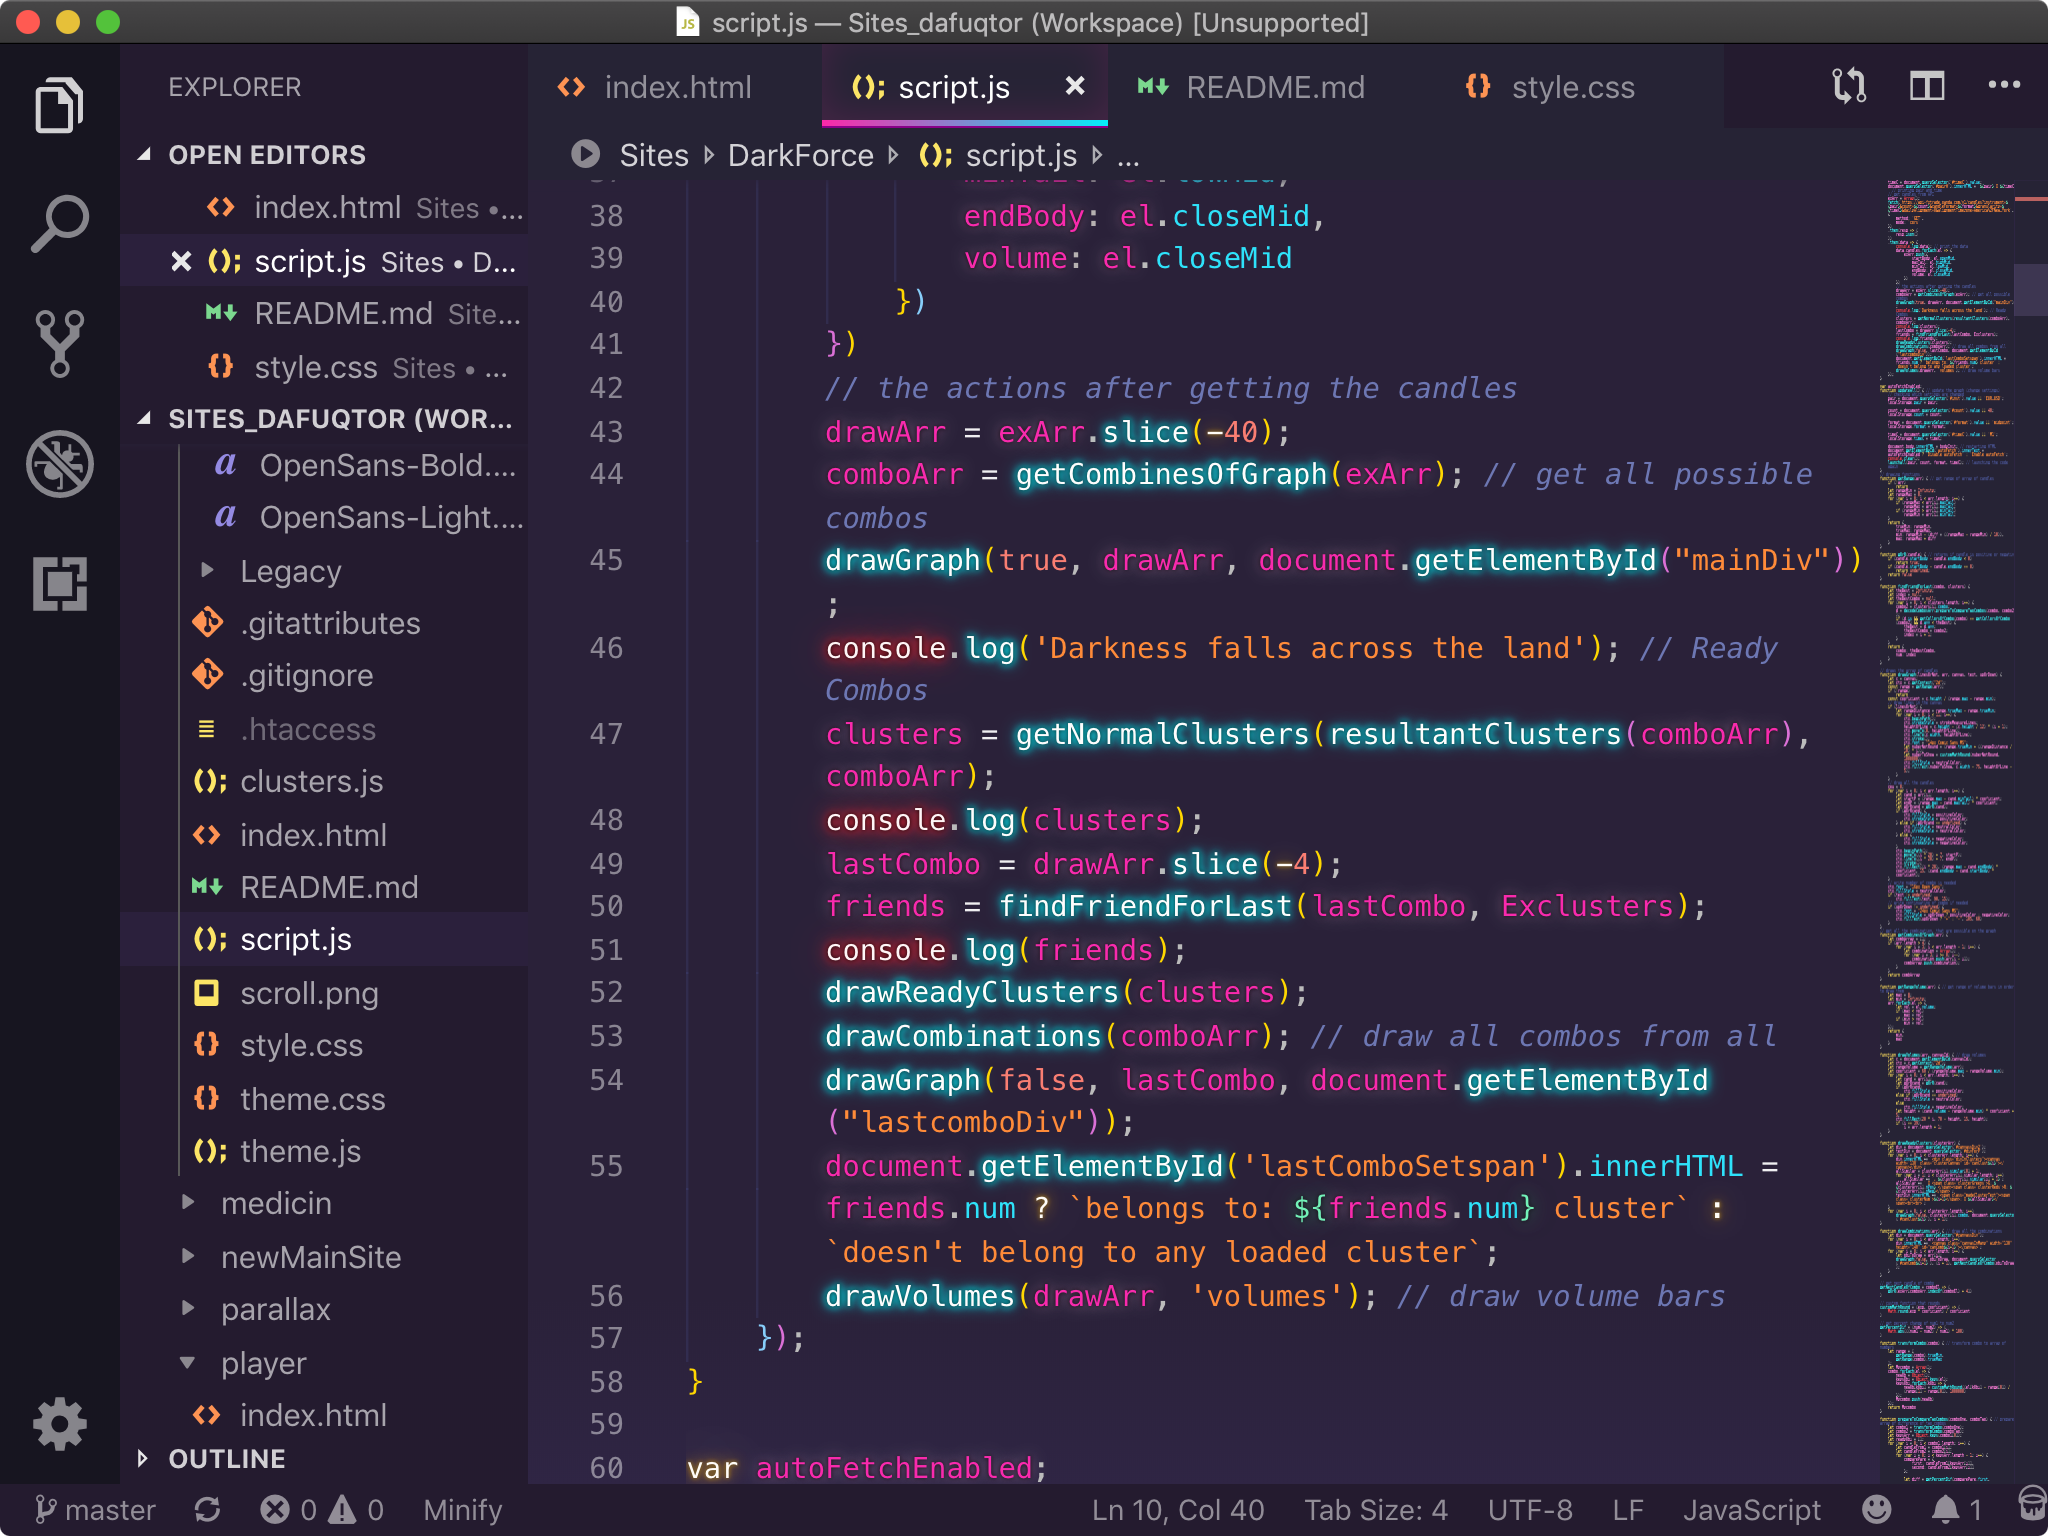 script.js — Sites_dafuqtor (Workspace) [Unsupported]
EXPLORER
OPEN EDITORS
index.html Sites •...
script.js Sites • D...
README.md Site...
style.css Sites • ...
SITES_DAFUQTOR (WOR...
OpenSans-Bold....
OpenSans-Light....
Legacy
.gitattributes
.gitignore
.htaccess
clusters.js
index.html
README.md
script.js
scroll.png
style.css
theme.css
theme.js
medicin
newMainSite
parallax
player
index.html
OUTLINE
index.html script.js README.md style.css
Sites DarkForce script.js ...
38 endBody: el.closeMid,
39 volume: el.closeMid
40 })
41 })
42 // the actions after getting the candles
43 drawArr = exArr.slice(-40);
44 comboArr = getCombinesOfGraph(exArr); // get all possible
combos
45 drawGraph(true, drawArr, document.getElementById("mainDiv"))
;
46 console.log('Darkness falls across the land'); // Ready
Combos
47 clusters = getNormalClusters(resultantClusters(comboArr),
comboArr);
48 console.log(clusters);
49 lastCombo = drawArr.slice(-4);
50 friends = findFriendForLast(lastCombo, Exclusters);
51 console.log(friends);
52 drawReadyClusters(clusters);
53 drawCombinations(comboArr); // draw all combos from all
54 drawGraph(false, lastCombo, document.getElementById
("lastcomboDiv"));
55 document.getElementById('lastComboSetspan').innerHTML =
friends.num ? `belongs to: ${friends.num} cluster` :
`doesn't belong to any loaded cluster`;
56 drawVolumes(drawArr, 'volumes'); // draw volume bars
57 });
58 }
59
60 var autoFetchEnabled;
master 0 0 Minify Ln 10, Col 40 Tab Size: 4 UTF-8 LF JavaScript 1